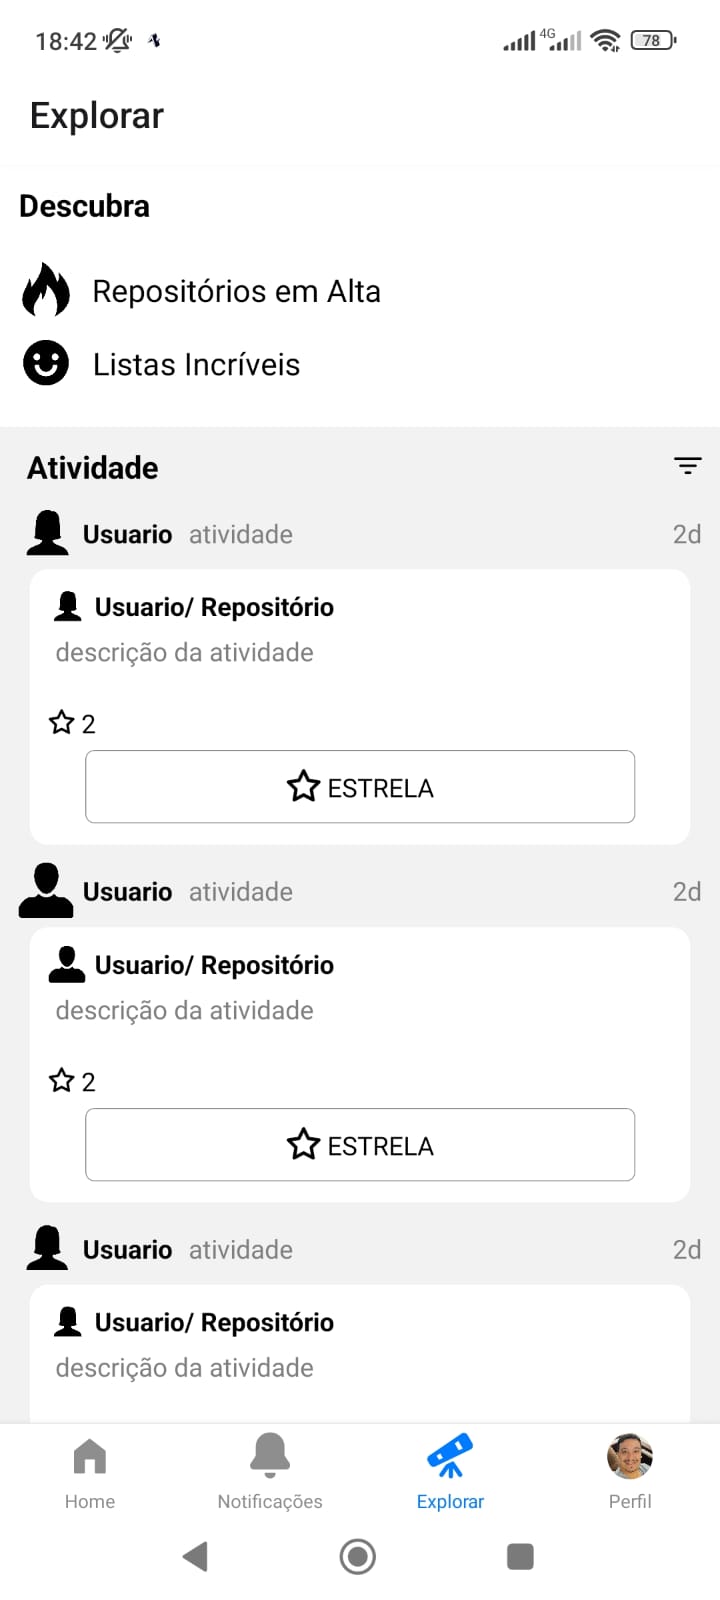 18:42
4G
78
Explorar
Descubra
Repositórios em Alta
Listas Incríveis
Atividade
Usuario atividade 2d
Usuario/ Repositório
descrição da atividade
2
ESTRELA
Usuario atividade 2d
Usuario/ Repositório
descrição da atividade
2
ESTRELA
Usuario atividade 2d
Usuario/ Repositório
descrição da atividade
Home Notificações Explorar Perfil